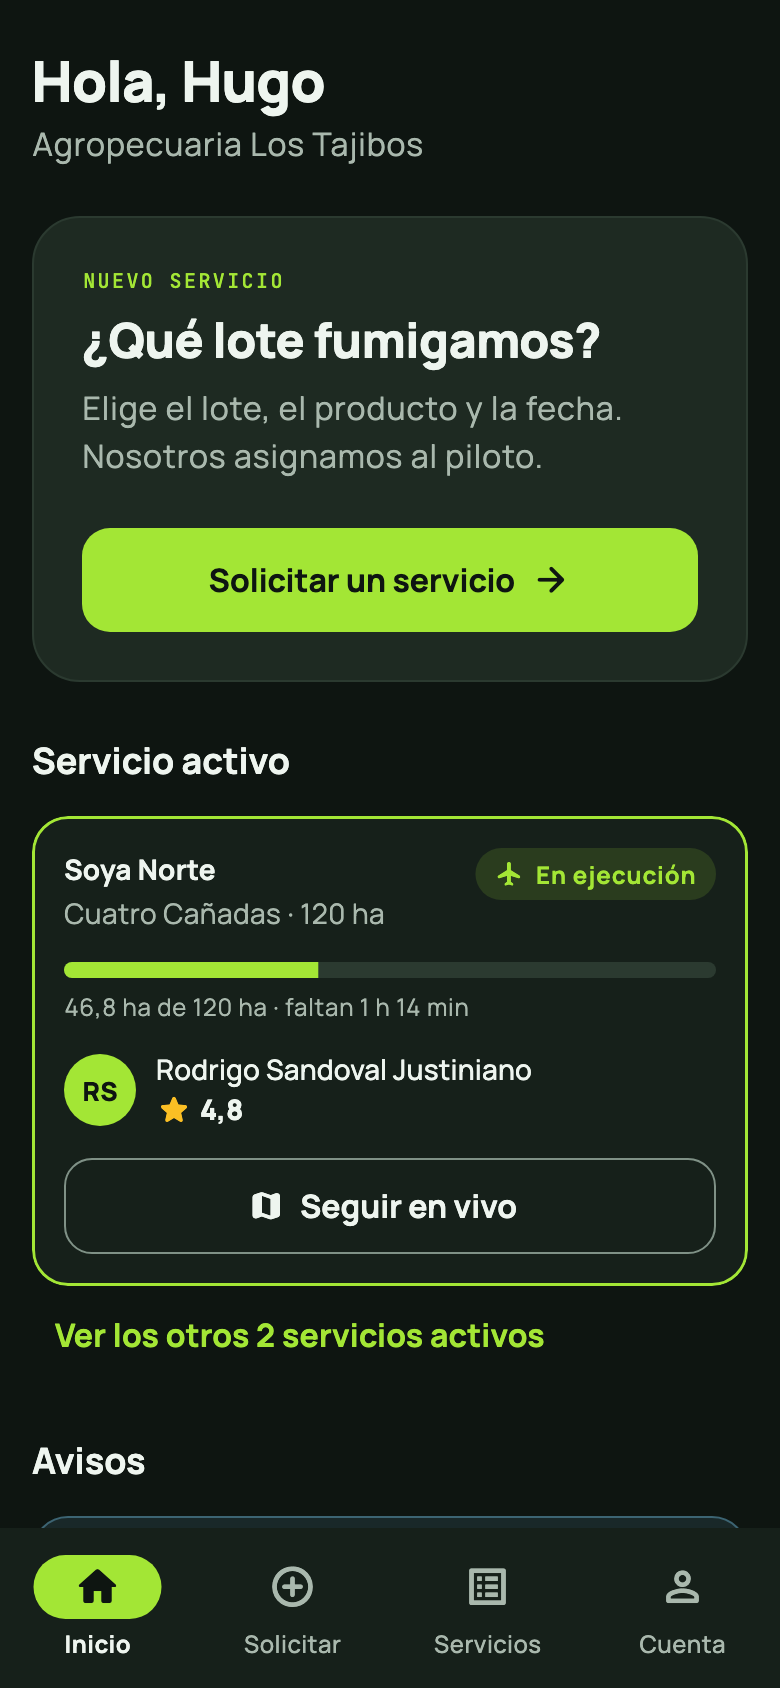 Hola, Hugo
Agropecuaria Los Tajibos
NUEVO SERVICIO
¿Qué lote fumigamos?
Elige el lote, el producto y la fecha.
Nosotros asignamos al piloto.
Solicitar un servicio
Servicio activo
Soya Norte
En ejecución
Cuatro Cañadas · 120 ha
46,8 ha de 120 ha · faltan 1 h 14 min
RS
Rodrigo Sandoval Justiniano
4,8
Seguir en vivo
Ver los otros 2 servicios activos
Avisos
Inicio
Solicitar
Servicios
Cuenta